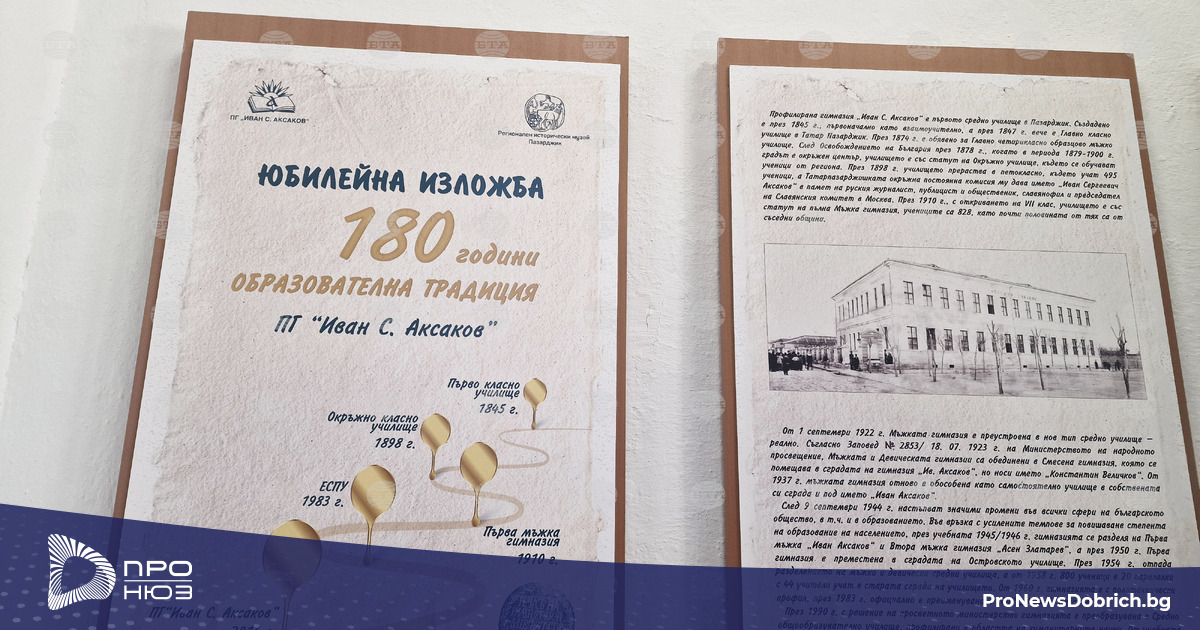 БТА БТА БТА БТА БТА БТА БТА
ПГ „ИВАН С. АКСАКОВ“
Регионален исторически музей
Пазарджик
ЮБИЛЕЙНА ИЗЛОЖБА
180 години
ОБРАЗОВАТЕЛНА ТРАДИЦИЯ
ПГ “Иван С. Аксаков”
Първо класно
училище
1845 г.
Окръжно класно
училище
1898 г.
ЕСПУ
1983 г.
Първа мъжка
гимназия
1910 г.
ПГ"Иван С. Аксаков"
Профилирана гимназия „Иван С. Аксаков“ е първото средно училище в Пазарджик. Създадено
е през 1845 г., първоначално като взаимоучително, а през 1847 г. вече е Главно класно
училище в Татар Пазарджик. През 1874 г. е обявено за Главно четирикласно образцово мъжко
училище. След Освобождението на България през 1878 г., когато в периода 1879-1900 г.
градът е окръжен център, училището е със статут на Окръжно училище, където се обучават
ученици от региона. През 1898 г. училището прераства в петокласно, където учат 495
ученици, а Татарпазарджишката окръжна постоянна комисия му дава името „Иван Сергеевич
Аксаков“ в памет на руския журналист, публицист и общественик, славянофил и председател
на Славянския комитет в Москва. През 1910 г., с откриването на VII клас, училището е със
статут на пълна Мъжка гимназия, учениците са 828, като почти половината от тях са от
съседни общини.
От 1 септември 1922 г. Мъжката гимназия е преустроена в нов тип средно училище –
реално. Съгласно Заповед № 2853/ 18. 07. 1923 г. на Министерството на народното
просвещение, Мъжката и Девическата гимназии са обединени в Смесена гимназия, която се
помещава в сградата на гимназия „Ив. Аксаков“, но носи името „Константин Величков“. От
1937 г. мъжката гимназия отново е обособена като самостоятелно училище в собствената
си сграда и под името „Иван Аксаков“.
След 9 септември 1944 г. настъпват значими промени във всички сфери на българското
общество, в т.ч. и в образованието. Във връзка с усилените темпове за повишаване степента
на образование на населението, през учебната 1945/1946 г. гимназията се разделя на Първа
мъжка „Иван Аксаков“ и Втора мъжка гимназия „Асен Златарев“, а през 1950 г. Първа
гимназия е преместена в сградата на Островското училище. През 1954 г. отпада
ПРО
НЮЗ
ProNewsDobrich.bg